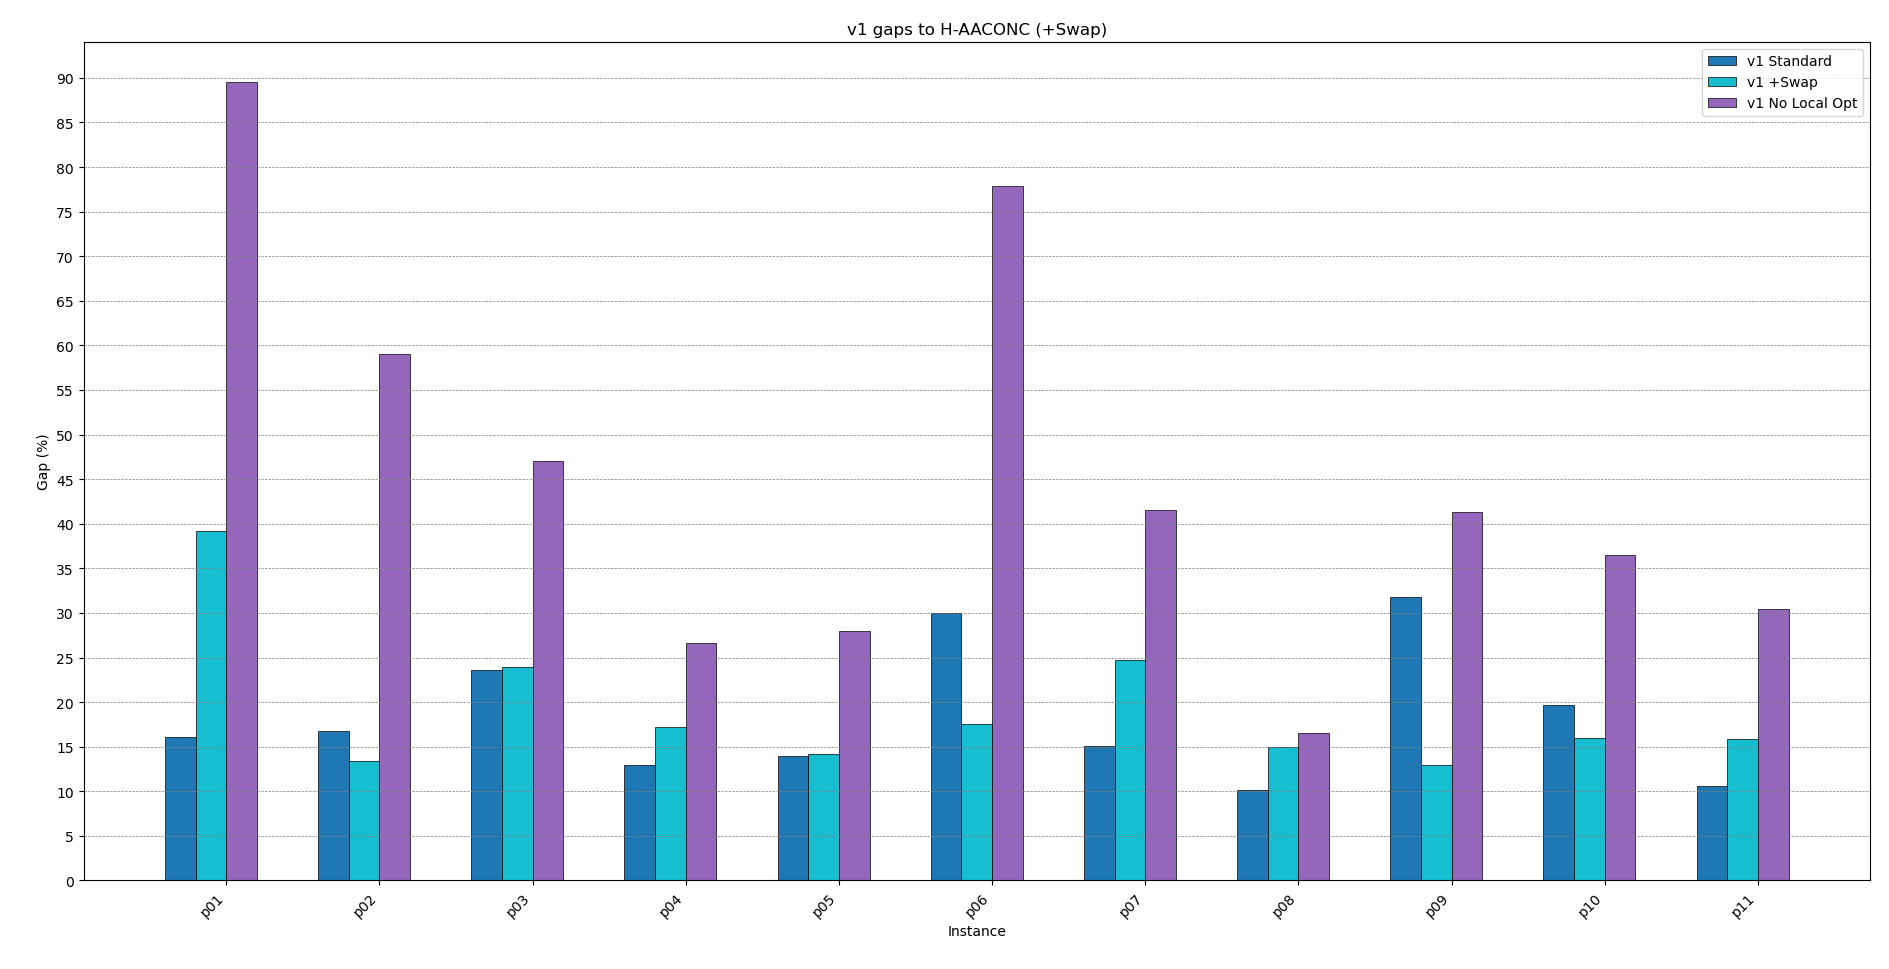 v1 gaps to H-AACONC (+Swap)
v1 Standard
v1 +Swap
v1 No Local Opt
90
85
80
75
70
65
60
55
50
45
40
35
30
25
20
15
10
5
0
Gap (%)
p01 p02 p03 p04 p05 p06 p07 p08 p09 p10 p11
Instance